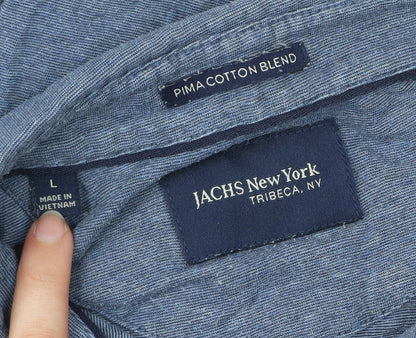 PIMA COTTON BLEND
L
MADE IN
VIETNAM
JACHS New York
TRIBECA, NY